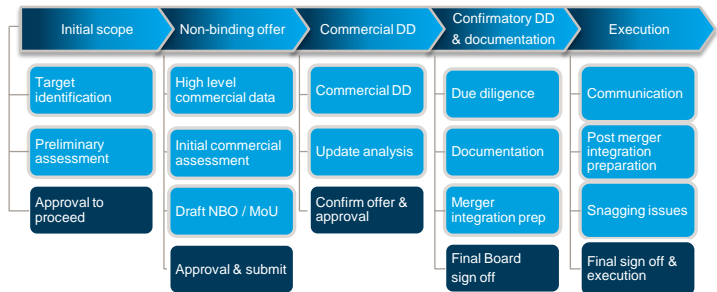 Initial scope
Non-binding offer
Commercial DD
Confirmatory DD
& documentation
Execution
Target
identification
Preliminary
assessment
Approval to
proceed
High level
commercial data
Initial commercial
assessment
Draft NBO / MoU
Approval & submit
Commercial DD
Update analysis
Confirm offer &
approval
Due diligence
Documentation
Merger
integration prep
Final Board
sign off
Communication
Post merger
integration
preparation
Snagging issues
Final sign off &
execution